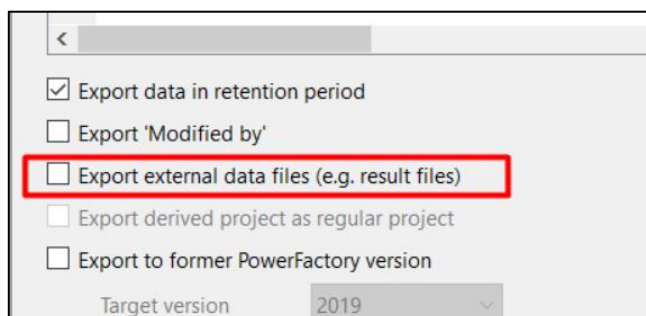 Export data in retention period
Export 'Modified by'
Export external data files (e.g. result files)
Export derived project as regular project
Export to former PowerFactory version
Target version 2019